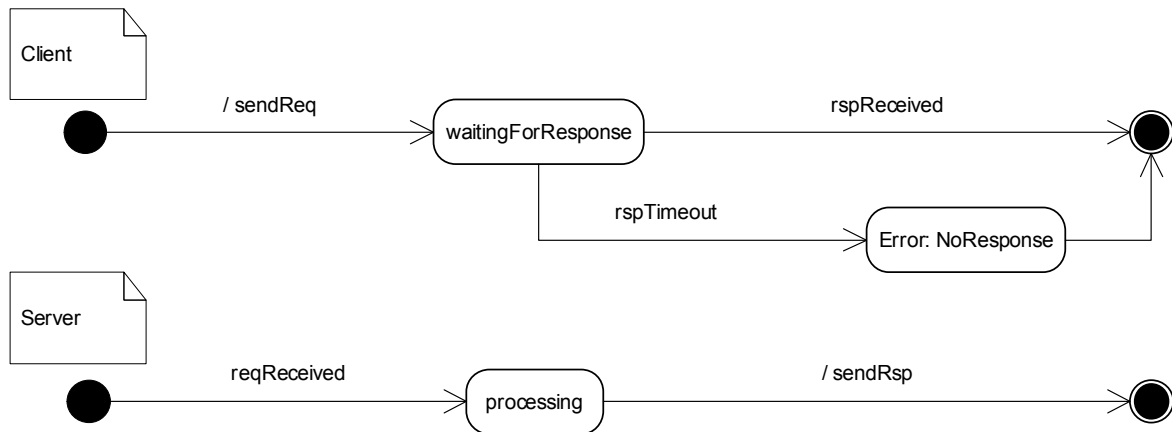 Client
/ sendReq
waitingForResponse
rspReceived
rspTimeout
Error: NoResponse
Server
reqReceived
processing
/ sendRsp